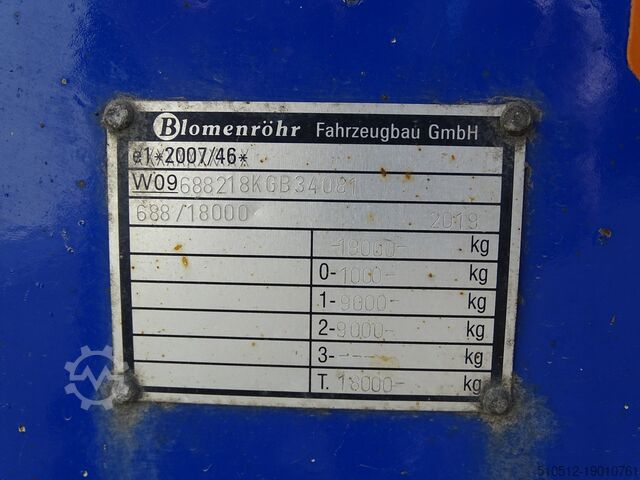 Blomenröhr Fahrzeugbau GmbH
e1*2007/46*
W09688218KGB34081
688/18000 2019
-18000- kg
0-1000- kg
1-9000- kg
2-9000- kg
3----- kg
T. 18000- kg
510512-19010761